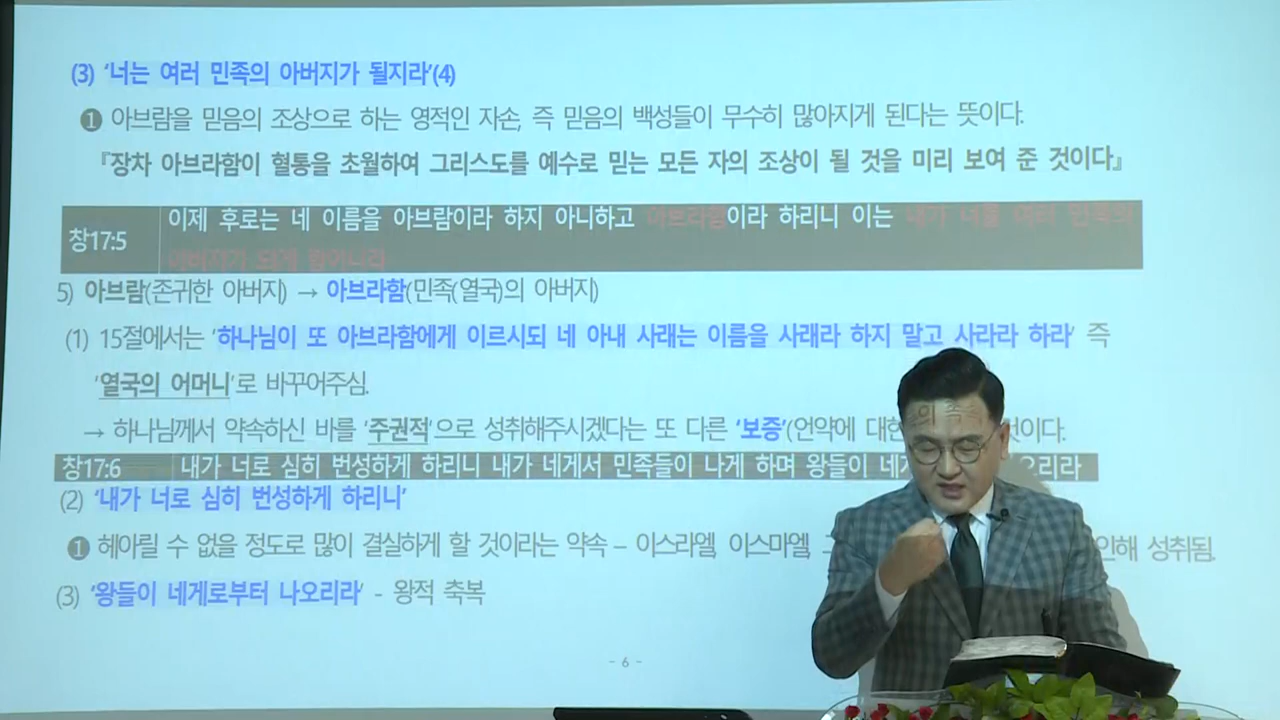 (3) '너는 여러 민족의 아버지가 될지라'(4)
❶ 아브람을 믿음의 조상으로 하는 영적인 자손, 즉 믿음의 백성들이 무수히 많아지게 된다는 뜻이다.
『장차 아브라함이 혈통을 초월하여 그리스도를 예수로 믿는 모든 자의 조상이 될 것을 미리 보여 준 것이다』
창17:5 이제 후로는 네 이름을 아브람이라 하지 아니하고 아브라함이라 하리니 이는 내가 너를 여러 민족의
아버지가 되게 함이니라
5) 아브람(존귀한 아버지) → 아브라함(민족(열국)의 아버지)
(1) 15절에서는 '하나님이 또 아브라함에게 이르시되 네 아내 사래는 이름을 사래라 하지 말고 사라라 하라' 즉
'열국의 어머니'로 바꾸어주심.
→ 하나님께서 약속하신 바를 '주권적'으로 성취해주시겠다는 또 다른 '보증'(언약에 대한 것이다.
창17:6 내가 너로 심히 번성하게 하리니 내가 네게서 민족들이 나게 하며 왕들이 네게 오리라
(2) '내가 너로 심히 번성하게 하리니'
❶ 헤아릴 수 없을 정도로 많이 결실하게 할 것이라는 약속 – 이스라엘, 이스마엘, 인해 성취됨.
(3) '왕들이 네게로부터 나오리라' - 왕적 축복
- 6 -